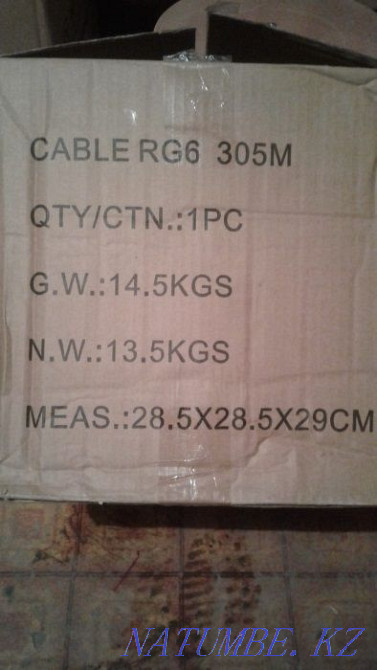 CABLE RG6 305M
QTY/CTN.:1PC
G.W.:14.5KGS
N.W.:13.5KGS
MEAS.:28.5X28.5X29CM
NATUMBE. KZ